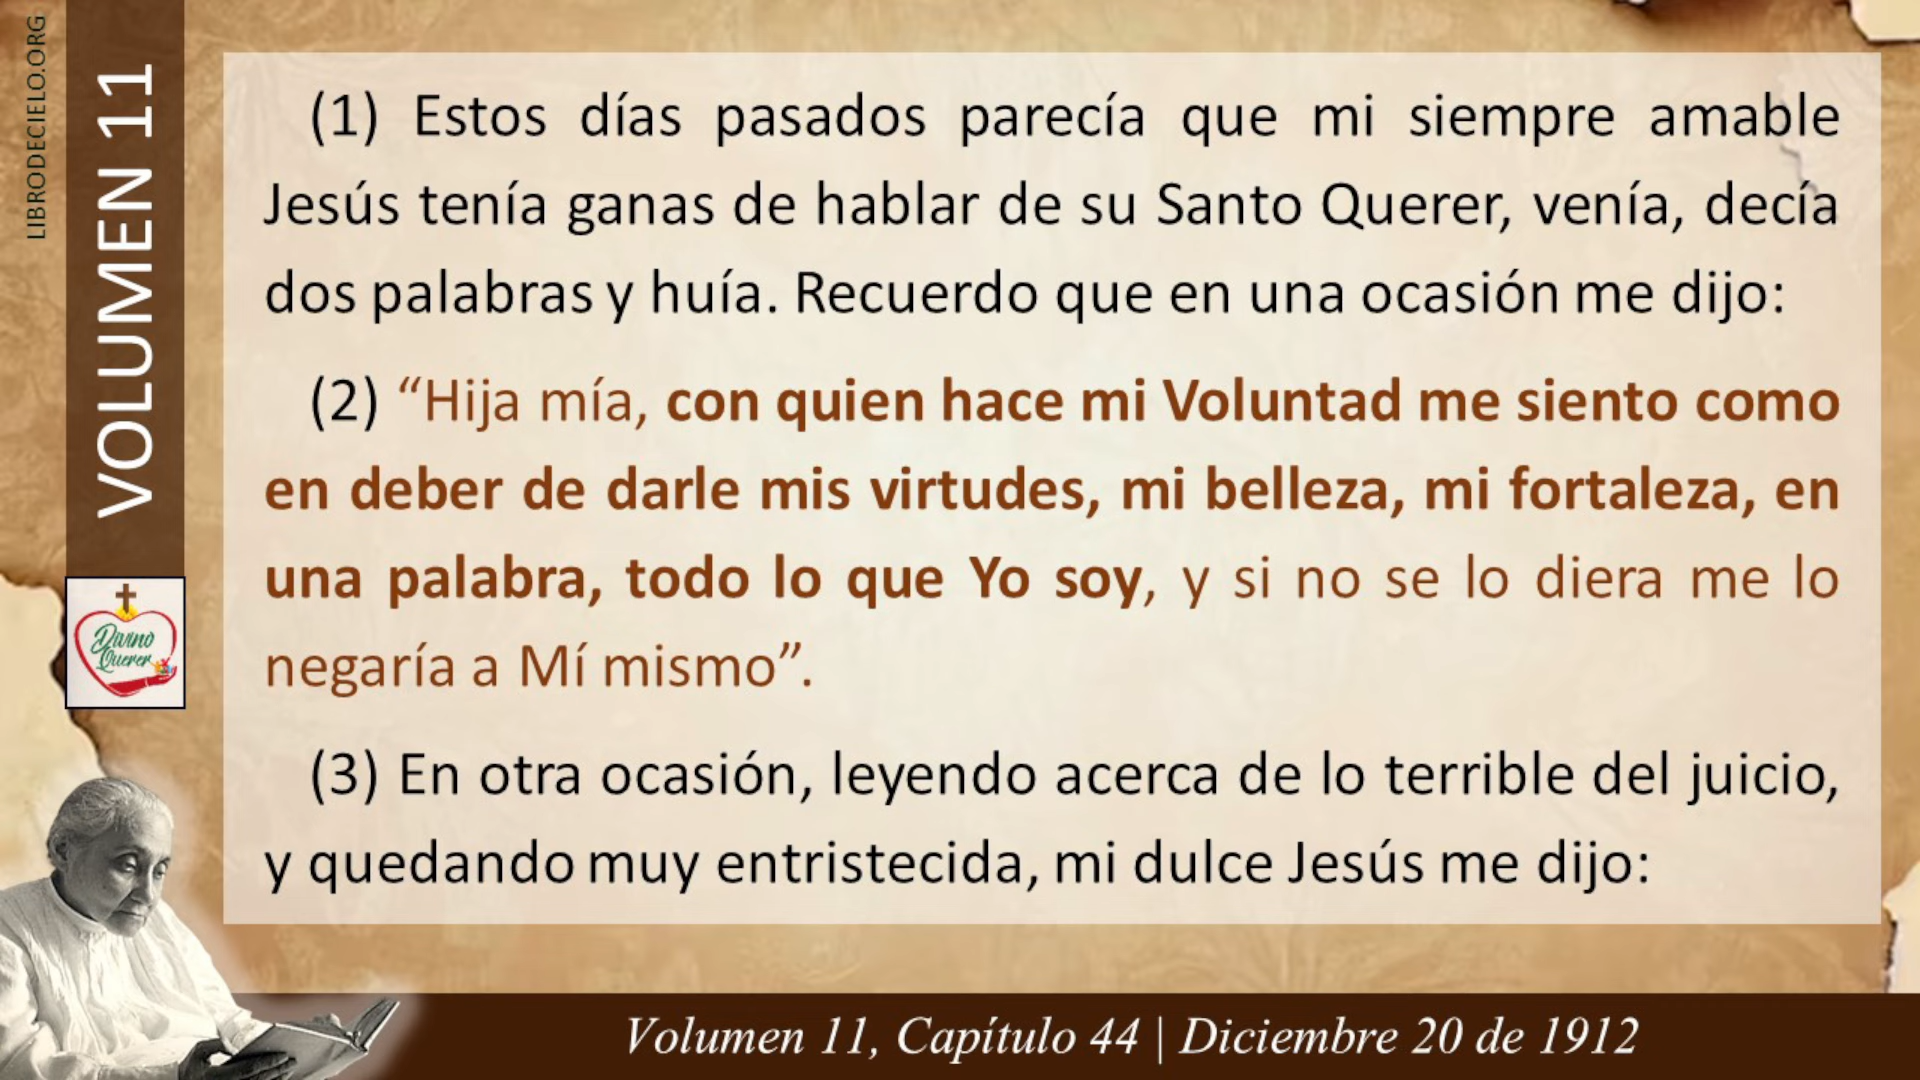 LIBRODECIELO.ORG
VOLUMEN 11
(1) Estos días pasados parecía que mi siempre amable
Jesús tenía ganas de hablar de su Santo Querer, venía, decía
dos palabras y huía. Recuerdo que en una ocasión me dijo:
(2) “Hija mía, con quien hace mi Voluntad me siento como
en deber de darle mis virtudes, mi belleza, mi fortaleza, en
una palabra, todo lo que Yo soy, y si no se lo diera me lo
negaría a Mí mismo”.
(3) En otra ocasión, leyendo acerca de lo terrible del juicio,
y quedando muy entristecida, mi dulce Jesús me dijo:
Divino
Querer
Volumen 11, Capítulo 44 | Diciembre 20 de 1912